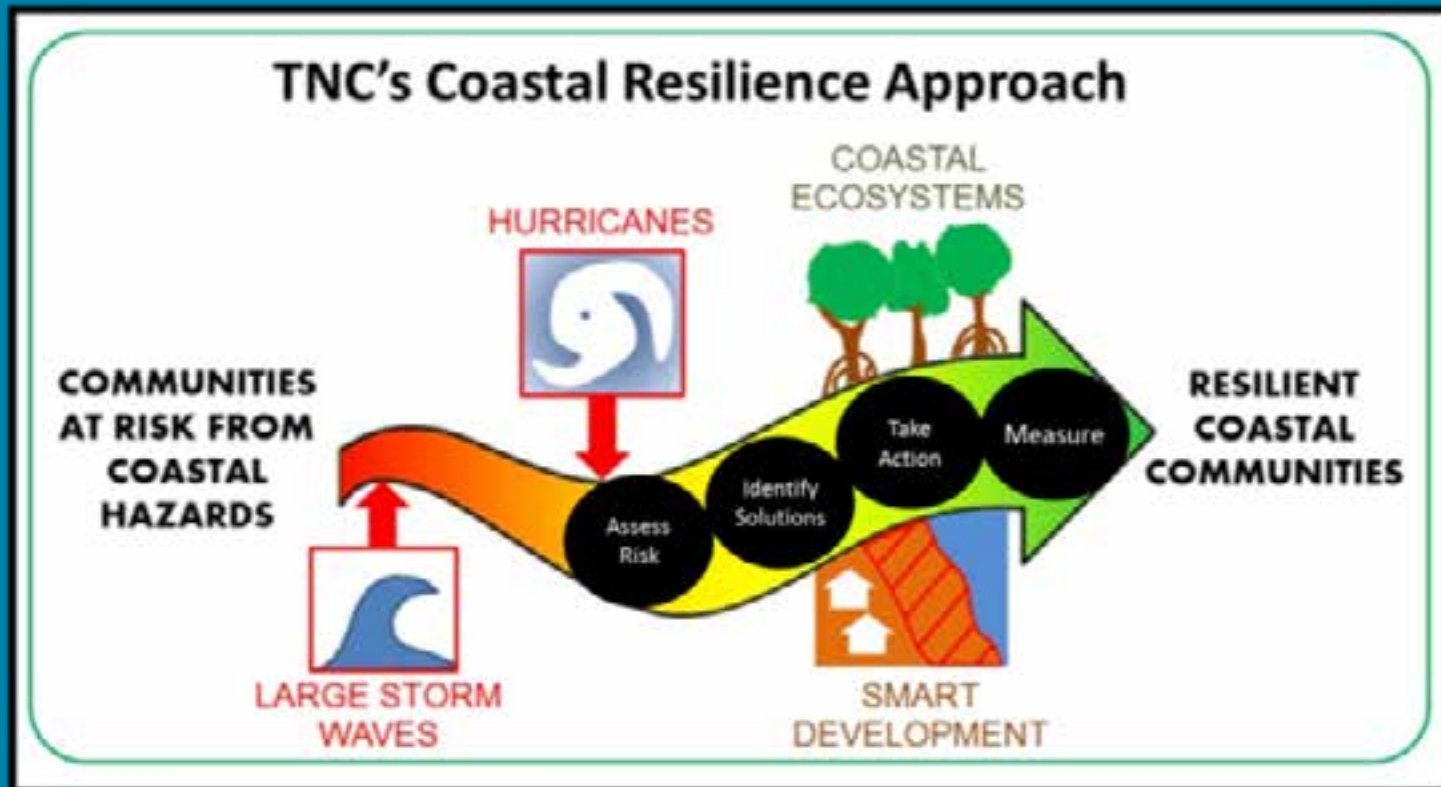 TNC's Coastal Resilience Approach
COASTAL
ECOSYSTEMS
HURRICANES
COMMUNITIES
AT RISK FROM
COASTAL
HAZARDS
Assess
Risk
Identify
Solutions
Take
Action
Measure
RESILIENT
COASTAL
COMMUNITIES
LARGE STORM
WAVES
SMART
DEVELOPMENT